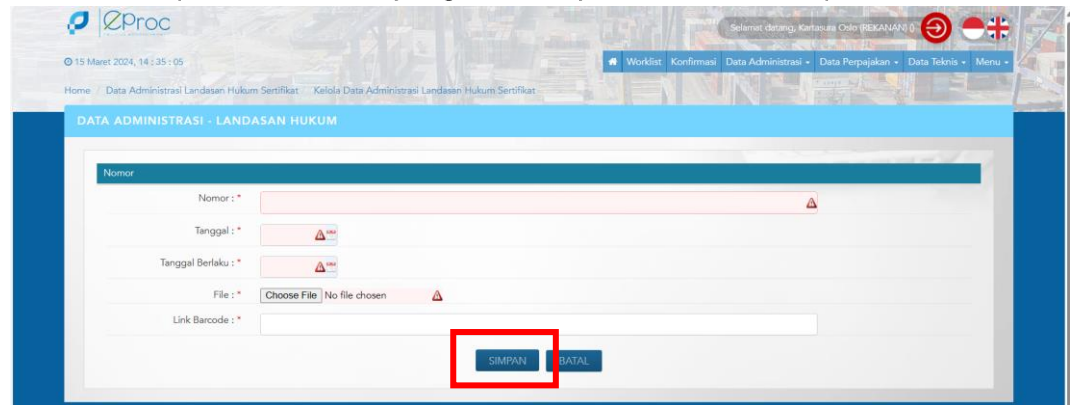 eProc
Selamat datang, Kartasura Oslo (REKANAN)
15 Maret 2024, 14 : 35 : 05
Worklist Konfirmasi Data Administrasi Data Perpajakan Data Teknis Menu
Home / Data Administrasi Landasan Hukum Sertifikat Kelola Data Administrasi Landasan Hukum Sertifikat
DATA ADMINISTRASI - LANDASAN HUKUM
Nomor
Nomor : *
Tanggal : *
Tanggal Berlaku : *
File : * Choose File No file chosen
Link Barcode : *
SIMPAN BATAL